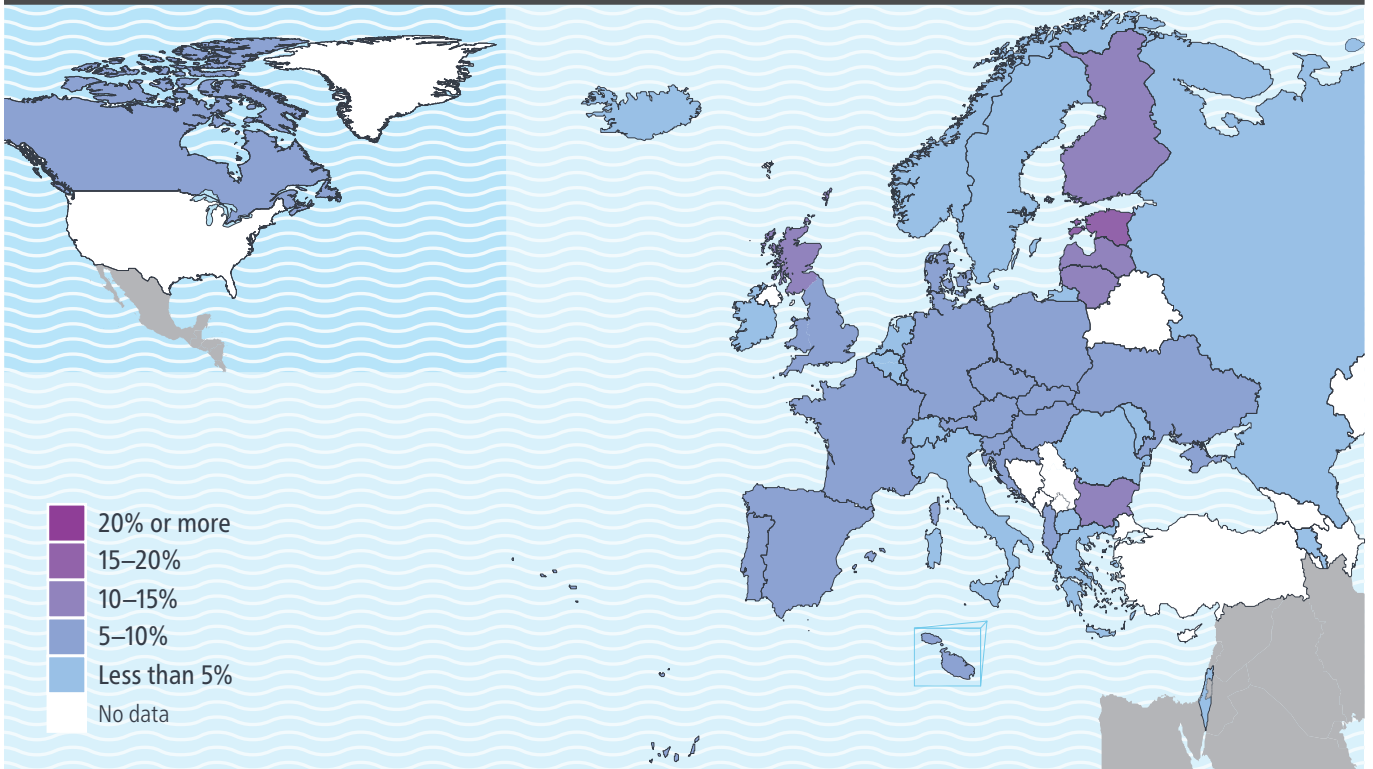 20% or more
15–20%
10–15%
5–10%
Less than 5%
No data